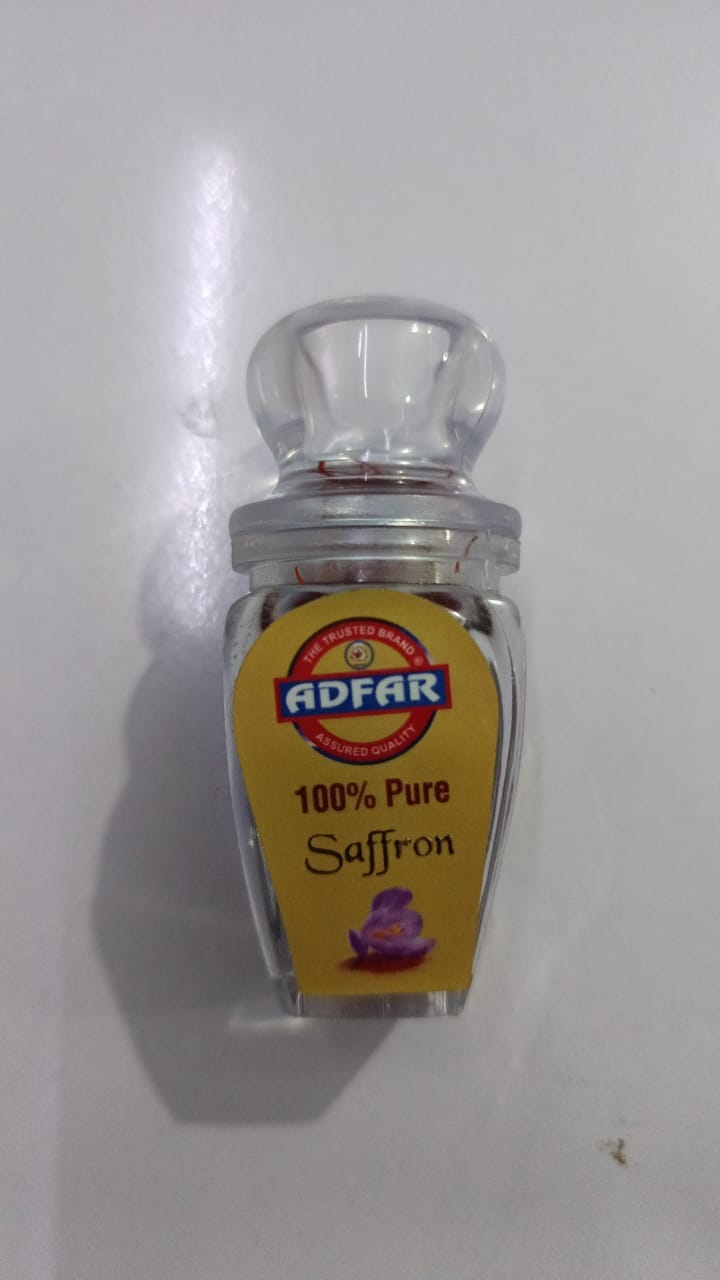 THE TRUSTED BRAND
®
ADFAR
ASSURED QUALITY
100% Pure
Saffron